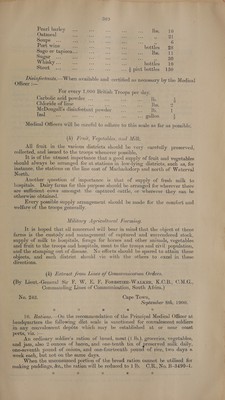 Pearl barley ... lbs. 10
Oatmeal ... „ 21
Soups ... „ 4
Port wine ... bottles 28
Sago or tapioca ... lbs. 11
Sugar ... „ 28
Whisky ... bottles
Stout ... ½ pint bottles 120
Disinfectants.—When available and certified as necessary by the Medical
Officer :—
For every 1,000 British Troops per day:
Carbolic acid powder
Chloride of lime ... lbs.
McDougall's disinfectant powder ... lb.
Izal ... gallon
Medical Officers will be careful to adhere to this scale as far as possible.
(b) Fruit, Vegetables, and Milk.
All fruit in the various districts should be very carefully preserved,
collected, and issued to the troops whenever possible.
It is of the utmost importance that a good supply of fruit and vegetables
should always be arranged for at stations in low-lying districts, such as, for
instance, the stations on the line east of Machadodorp and north of Waterval
North.
Another question of importance is that of supply of fresh milk to
hospitals. Dairy farms for this purpose should be arranged for wherever there
are sufficient cows amongst the captured cattle, or wherever they can be
otherwise obtained.
Every possible supply arrangement should be made for the comfort and
welfare of the troops generally.
Military Agricultural Farming
It is hoped that all concerned will bear in mind that the object of these
farms is the custody and management of captured and surrendered stock,
supply of milk to hospitals, forage for horses and other animals, vegetables
and fruit to the troops and hospitals, meat to the troops and civil population,
and the stamping out of disease. No efforts should be spared to obtain these
objects, and each district should vie with the others to excel in these
directions.
(h) Extract from Lines of Communication Orders.
(By Lieut.-General Sir F. W. E. F. Forestier-Walker, K.C.B., C.M.G.,
Commanding Lines of Communication, South Africa.)
No. 210. Cape Town,
September 9th, 1900.
* * * * * *
10. Rations.—On the recommendation of the Principal Medical Officer at
headquarters the following diet scale is sanctioned for convalescent soldiers
in any convalescent depôts which may be established at or near coast
ports, viz. :—
An ordinary soldier's ration of bread, meat (1 lb.), groceries, vegetables,
and jam, also 2 ounces of bacon, and one-tenth tin of preserved milk daily,
one-seventh pound of raisins, and one-fourteenth pound of rice, two days a
week each, but not on the same days.
When the unconsumed portion of the bread ration cannot be utilised for
making puddings, &c., the ration will be reduced to 1 lb. C.R., No. B-3499-4.
* * * * * *